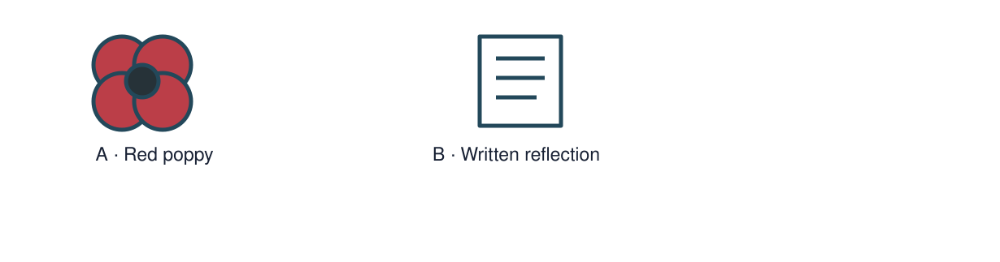 A · Red poppy
B · Written reflection